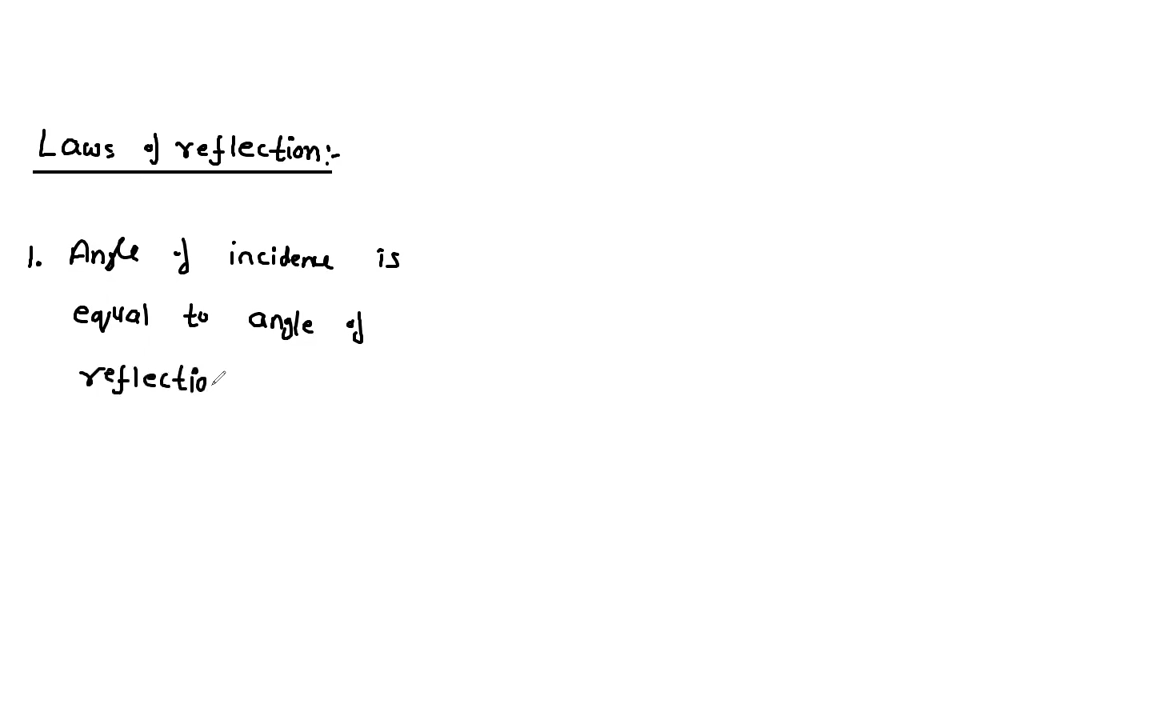 Laws of reflection:-
1. Angle of incidence is
equal to angle of
reflectio